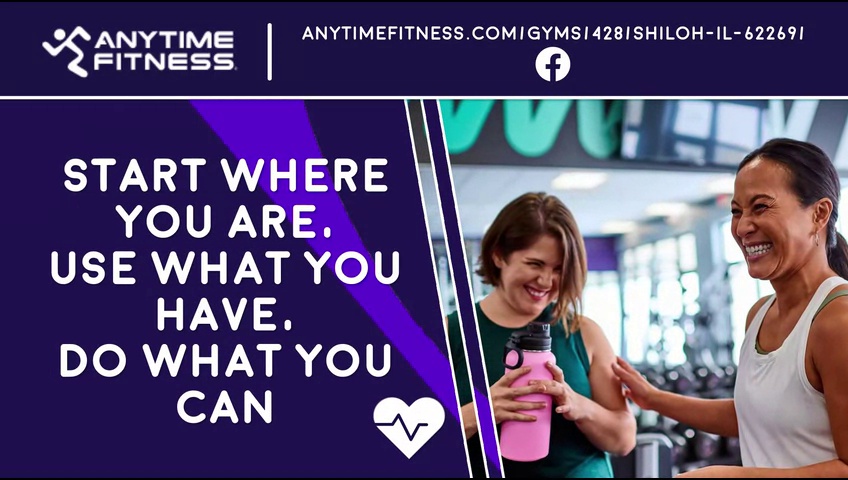 ANYTIME
FITNESS
ANYTIMEFITNESS.COM/GYMS/428/SHILOH-IL-62269/
START WHERE
YOU ARE.
USE WHAT YOU
HAVE.
DO WHAT YOU
CAN